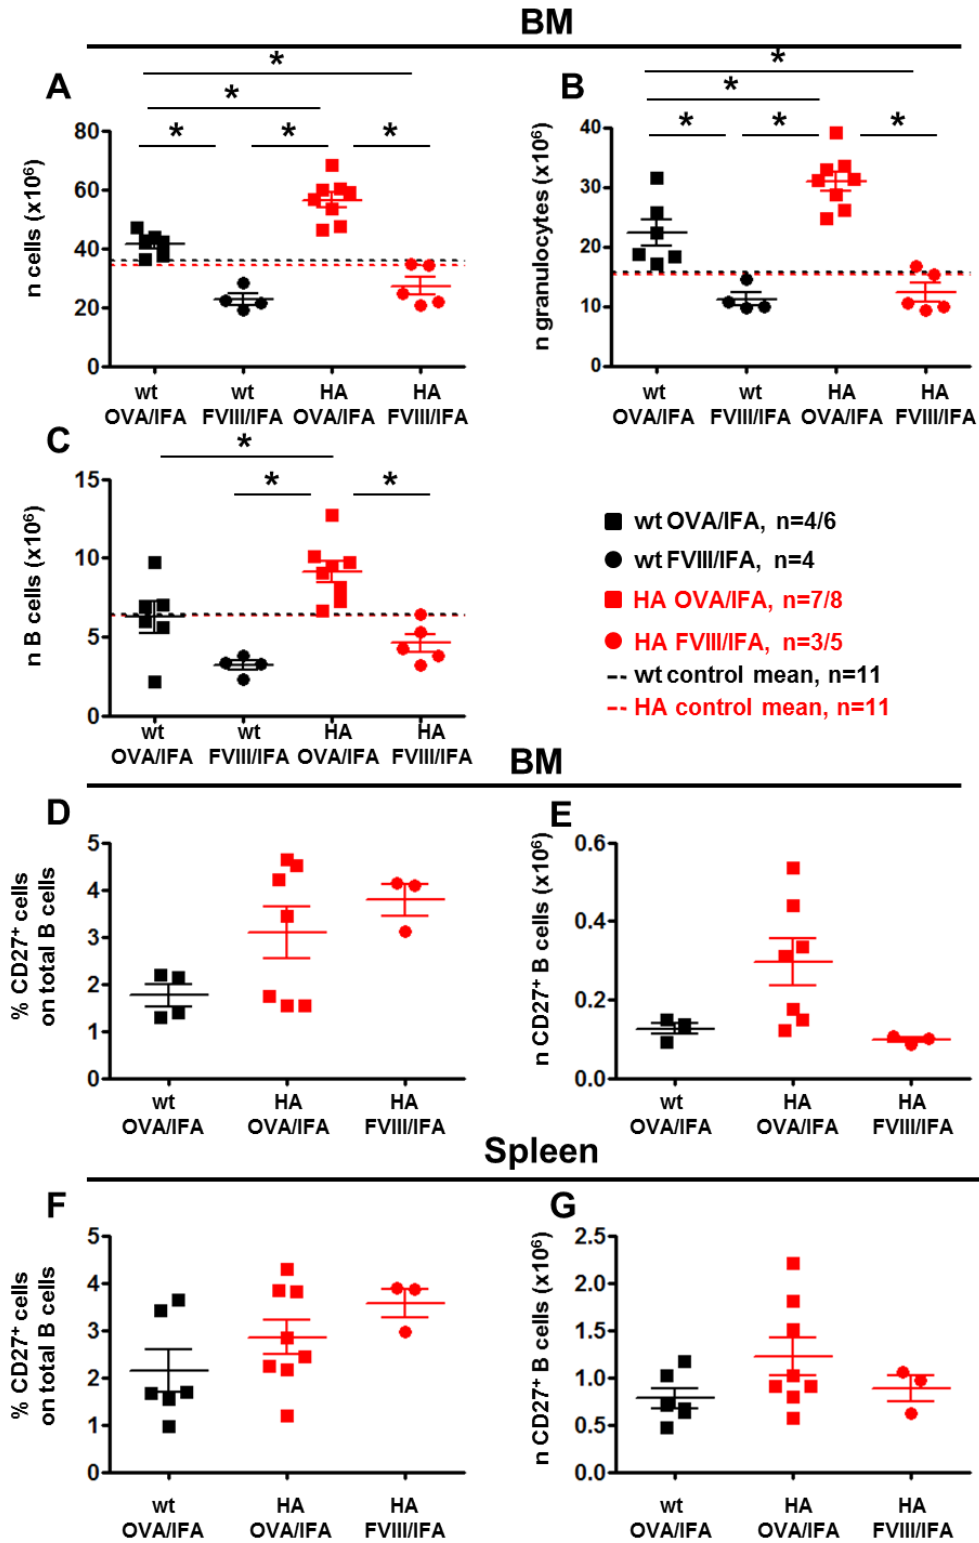 BM
A
n cells (x10⁶)
80
60
40
20
0
* * * * *
wt OVA/IFA
wt FVIII/IFA
HA OVA/IFA
HA FVIII/IFA
B
n granulocytes (x10⁶)
40
30
20
10
0
* * * * *
wt OVA/IFA
wt FVIII/IFA
HA OVA/IFA
HA FVIII/IFA
C
n B cells (x10⁶)
15
10
5
0
* * *
wt OVA/IFA
wt FVIII/IFA
HA OVA/IFA
HA FVIII/IFA
wt OVA/IFA, n=4/6
wt FVIII/IFA, n=4
HA OVA/IFA, n=7/8
HA FVIII/IFA, n=3/5
wt control mean, n=11
HA control mean, n=11
BM
D
% CD27⁺ cells
on total B cells
5
4
3
2
1
0
wt OVA/IFA
HA OVA/IFA
HA FVIII/IFA
E
n CD27⁺ B cells (x10⁶)
0.6
0.4
0.2
0.0
wt OVA/IFA
HA OVA/IFA
HA FVIII/IFA
Spleen
F
% CD27⁺ cells
on total B cells
5
4
3
2
1
0
wt OVA/IFA
HA OVA/IFA
HA FVIII/IFA
G
n CD27⁺ B cells (x10⁶)
2.5
2.0
1.5
1.0
0.5
0.0
wt OVA/IFA
HA OVA/IFA
HA FVIII/IFA